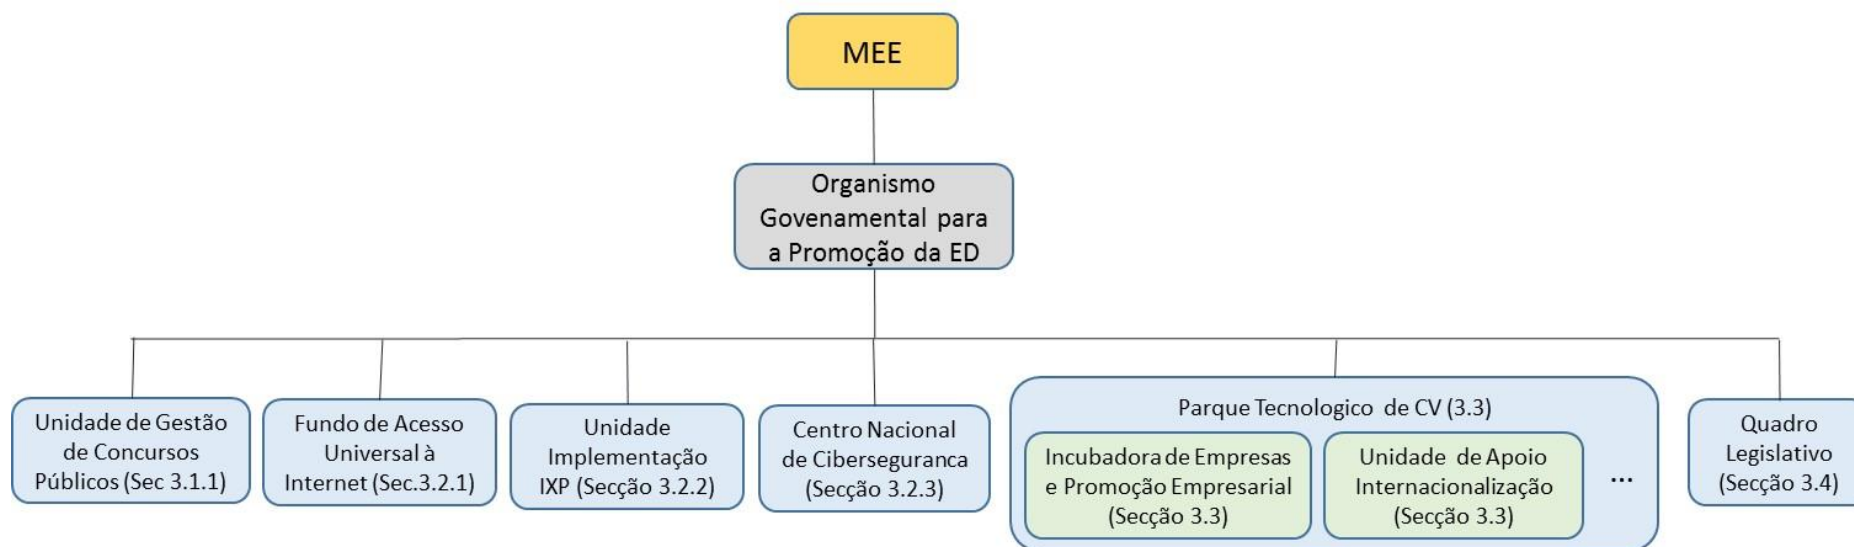 MEE
Organismo
Govenamental para
a Promoção da ED
Unidade de Gestão
de Concursos
Públicos (Sec 3.1.1)
Fundo de Acesso
Universal à
Internet (Sec.3.2.1)
Unidade
Implementação
IXP (Secção 3.2.2)
Centro Nacional
de Ciberseguranca
(Secção 3.2.3)
Parque Tecnologico de CV (3.3)
Incubadora de Empresas
e Promoção Empresarial
(Secção 3.3)
Unidade de Apoio
Internacionalização
(Secção 3.3)
...
Quadro
Legislativo
(Secção 3.4)